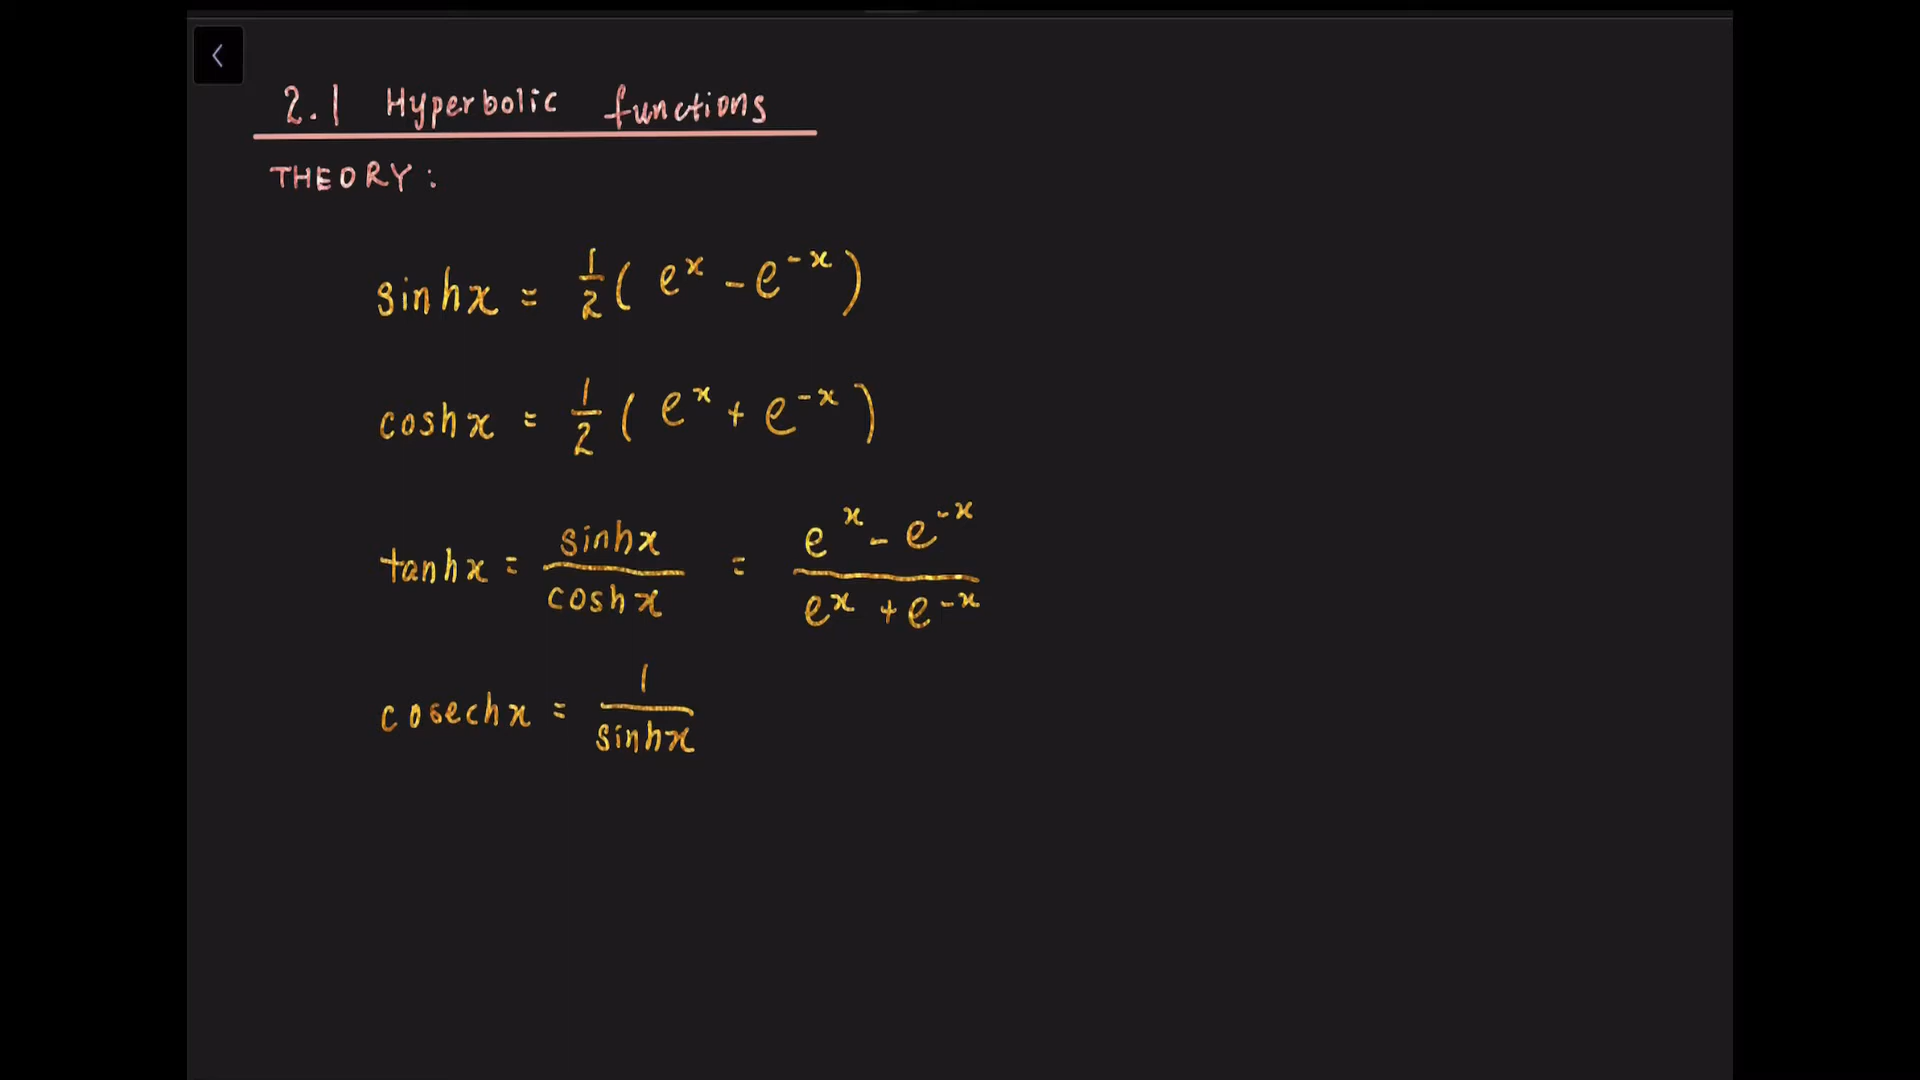 2.1 Hyperbolic functions
THEORY:
sinhx = 1/2 ( e^x - e^-x )
coshx = 1/2 ( e^x + e^-x )
tanhx = sinhx/coshx = (e^x - e^-x)/(e^x + e^-x)
cosechx = 1/sinhx